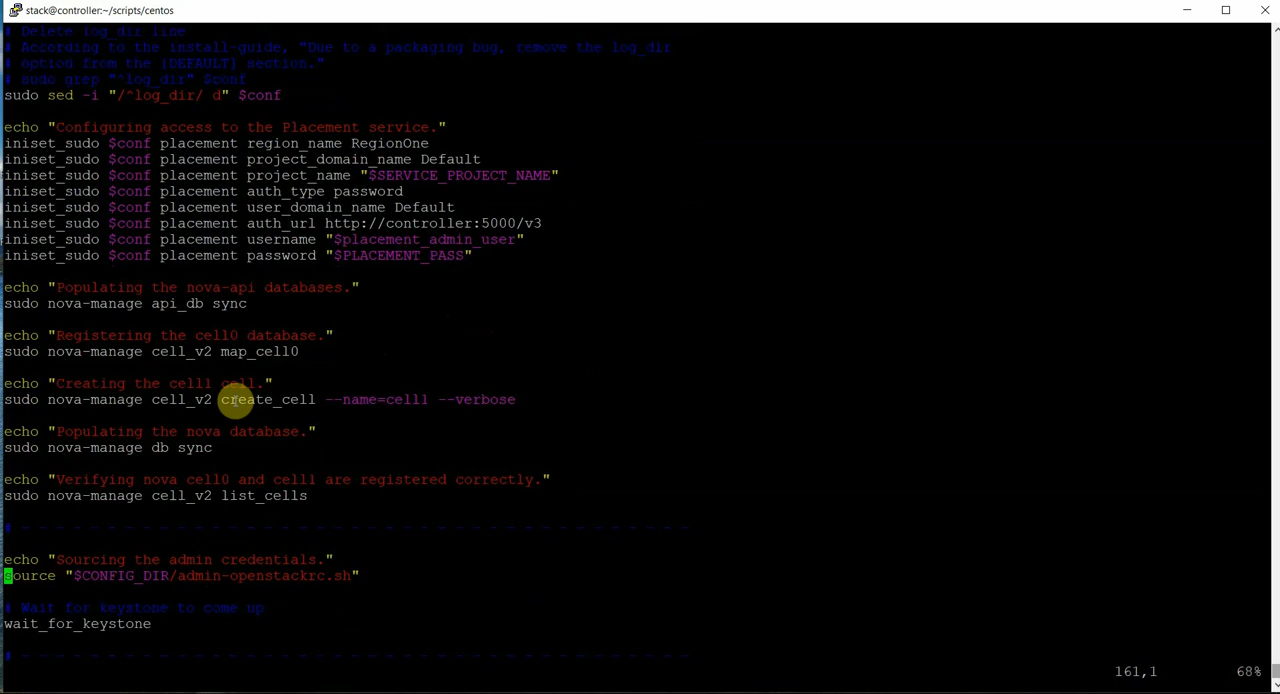 stack@controller:~/scripts/centos
# Delete log_dir line
# According to the install-guide, "Due to a packaging bug, remove the log_dir
# option from the [DEFAULT] section."
# sudo grep "^log_dir" $conf
sudo sed -i "/^log_dir/ d" $conf
echo "Configuring access to the Placement service."
iniset_sudo $conf placement region_name RegionOne
iniset_sudo $conf placement project_domain_name Default
iniset_sudo $conf placement project_name "$SERVICE_PROJECT_NAME"
iniset_sudo $conf placement auth_type password
iniset_sudo $conf placement user_domain_name Default
iniset_sudo $conf placement auth_url http://controller:5000/v3
iniset_sudo $conf placement username "$placement_admin_user"
iniset_sudo $conf placement password "$PLACEMENT_PASS"
echo "Populating the nova-api databases."
sudo nova-manage api_db sync
echo "Registering the cell0 database."
sudo nova-manage cell_v2 map_cell0
echo "Creating the cell1 cell."
sudo nova-manage cell_v2 create_cell --name=cell1 --verbose
echo "Populating the nova database."
sudo nova-manage db sync
echo "Verifying nova cell0 and cell1 are registered correctly."
sudo nova-manage cell_v2 list_cells
# - - - - - - - - - - - - - - - - - - - - - - - - - - - - - - - - - - - - - - -
echo "Sourcing the admin credentials."
source "$CONFIG_DIR/admin-openstackrc.sh"
# Wait for keystone to come up
wait_for_keystone
# - - - - - - - - - - - - - - - - - - - - - - - - - - - - - - - - - - - - - - -
161,1 68%